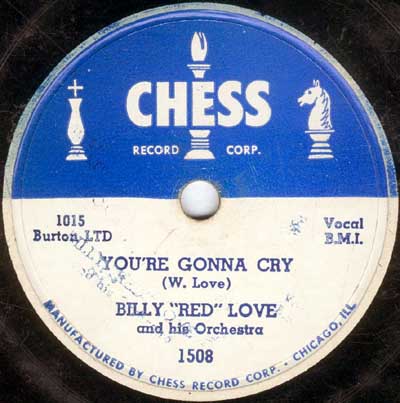 CHESS
RECORD CORP.
1015
Burton LTD
Vocal
B.M.I.
YOU'RE GONNA CRY
(W. Love)
BILLY "RED" LOVE
and his Orchestra
1508
MANUFACTURED BY CHESS RECORD CORP. - CHICAGO, ILL